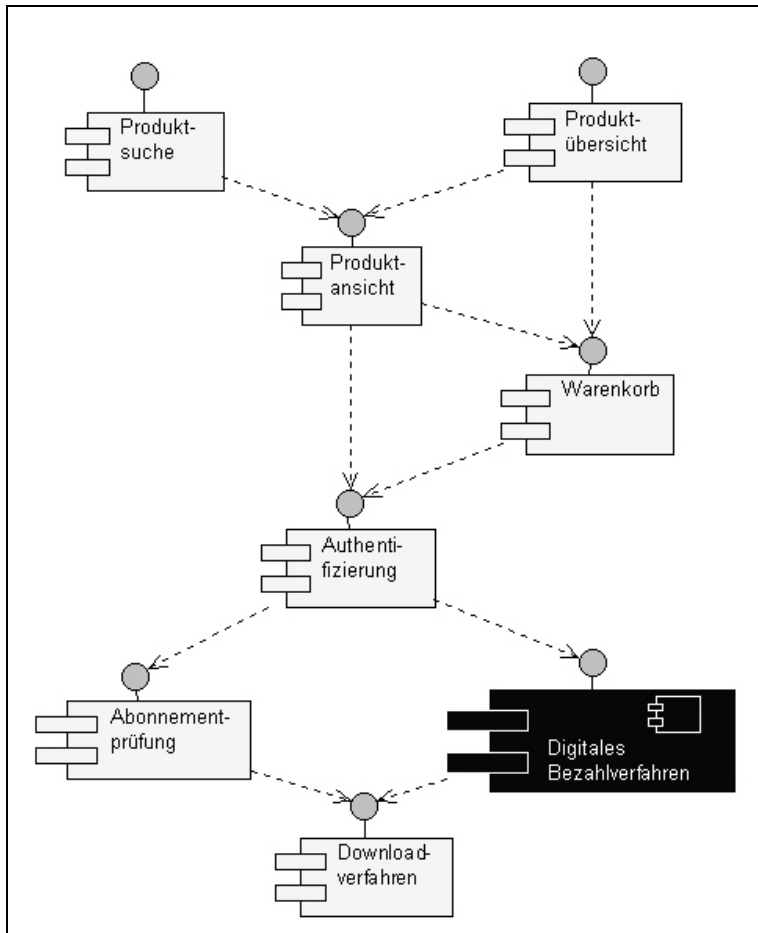 Produkt-
suche
Produkt-
übersicht
Produkt-
ansicht
Warenkorb
Authenti-
fizierung
Abonnement-
prüfung
Digitales
Bezahlverfahren
Download-
verfahren